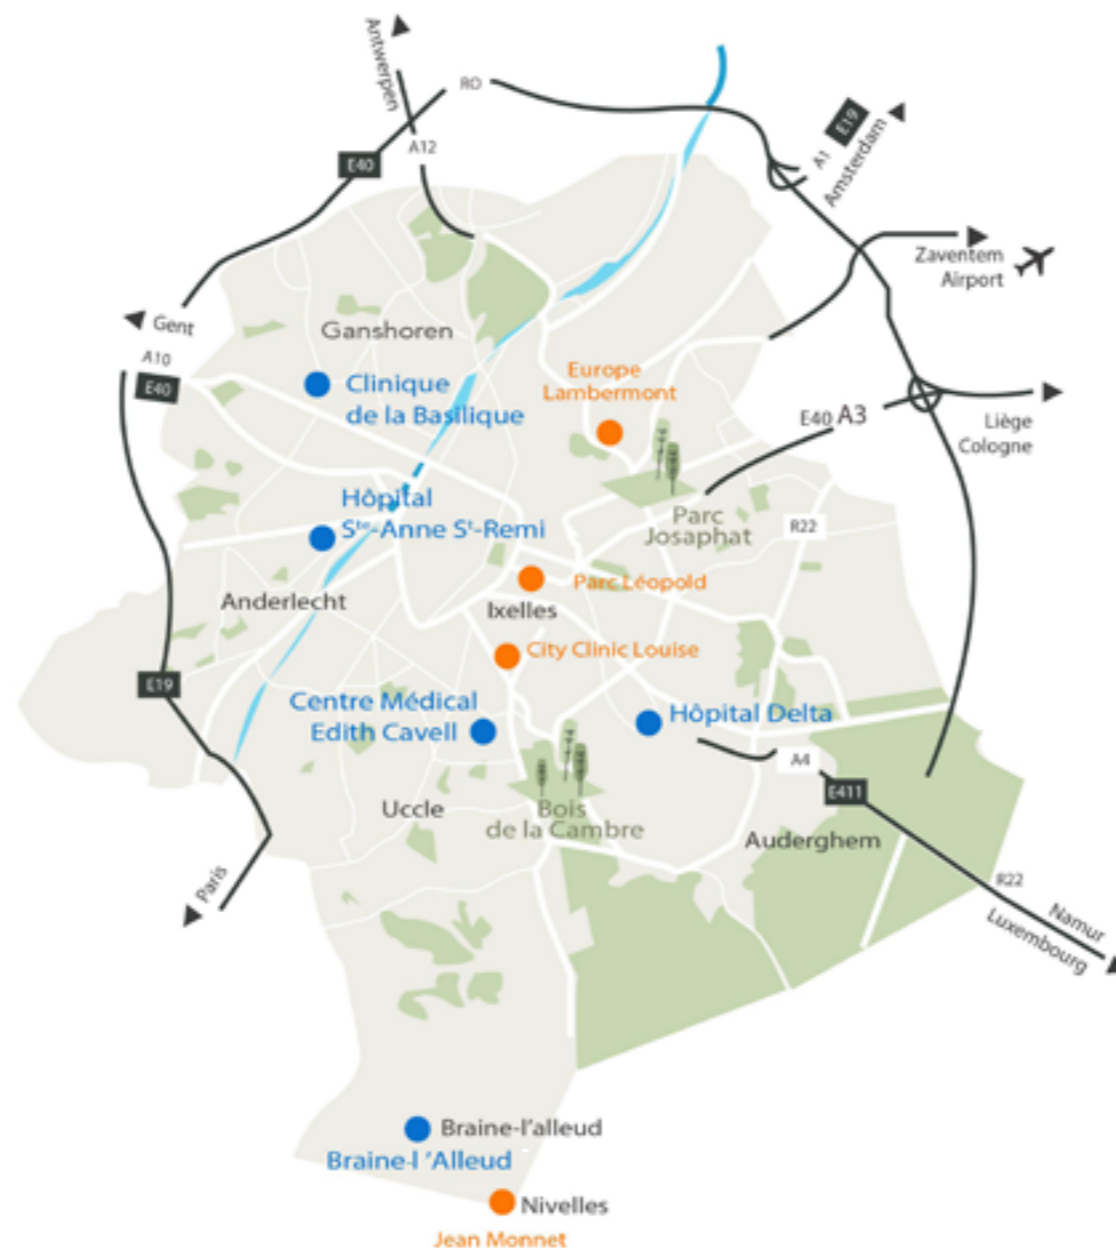 Antwerpen
RO
E19
A1
Amsterdam
A12
E40
Zaventem
Airport
Gent
Ganshoren
A10
E40
Clinique
de la Basilique
Europe
Lambermont
E40 A3
Liège
Cologne
Hôpital
Sᵗᵉ-Anne Sᵗ-Remi
Parc
Josaphat
R22
Parc Léopold
Anderlecht
Ixelles
City Clinic Louise
E19
Centre Médical
Edith Cavell
Hôpital Delta
A4
E411
Uccle
Bois
de la Cambre
Auderghem
Paris
R22
Namur
Luxembourg
Braine-l'alleud
Braine-l 'Alleud
Nivelles
Jean Monnet